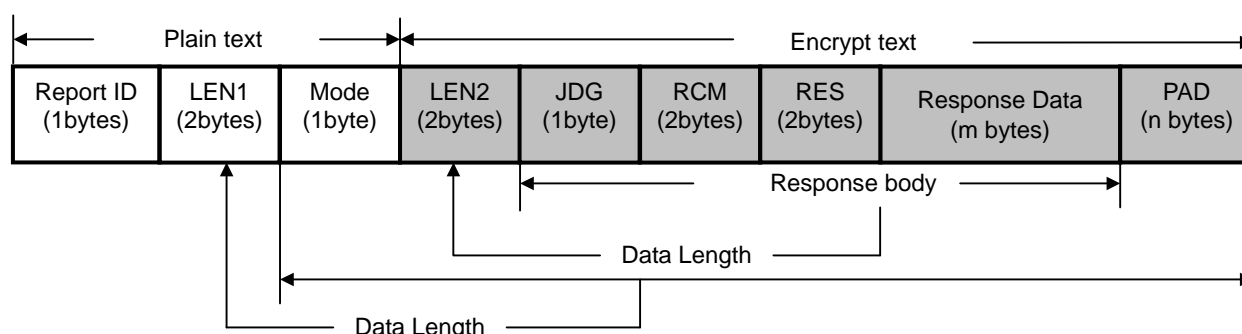 Plain text
Encrypt text
Report ID
(1bytes)
LEN1
(2bytes)
Mode
(1byte)
LEN2
(2bytes)
JDG
(1byte)
RCM
(2bytes)
RES
(2bytes)
Response Data
(m bytes)
PAD
(n bytes)
Response body
Data Length
Data Length